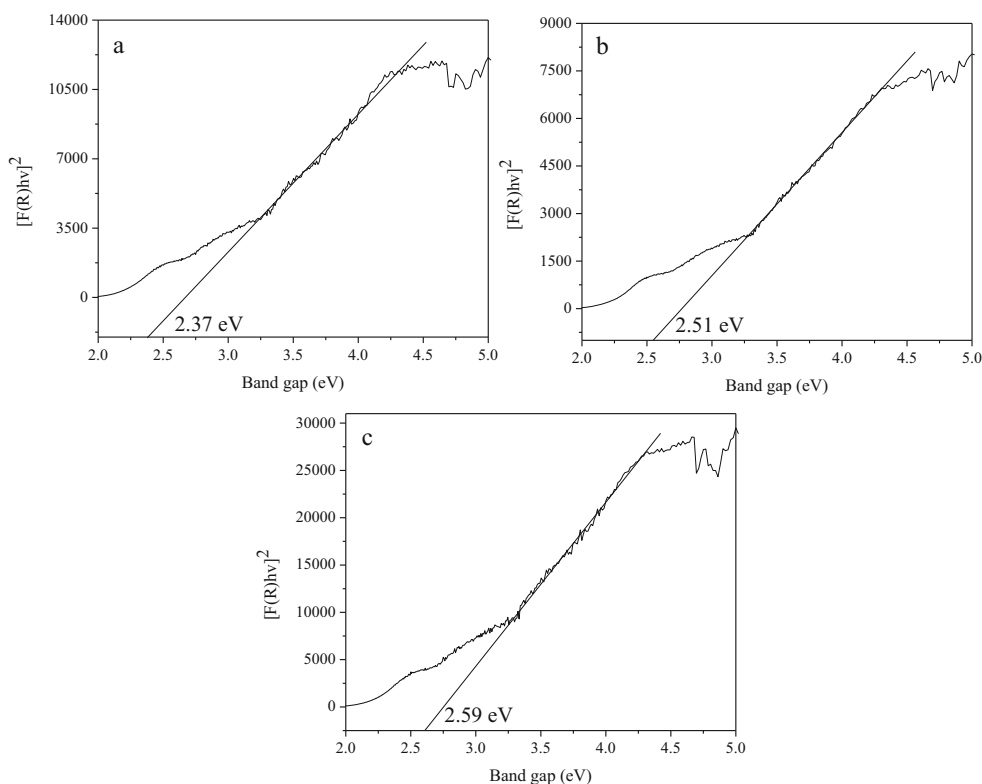 a
14000
10500
7000
3500
0
[F(R)hv]2
2.37 eV
2.0 2.5 3.0 3.5 4.0 4.5 5.0
Band gap (eV)
b
9000
7500
6000
4500
3000
1500
0
[F(R)hv]2
2.51 eV
2.0 2.5 3.0 3.5 4.0 4.5 5.0
Band gap (eV)
c
30000
25000
20000
15000
10000
5000
0
[F(R)hv]2
2.59 eV
2.0 2.5 3.0 3.5 4.0 4.5 5.0
Band gap (eV)